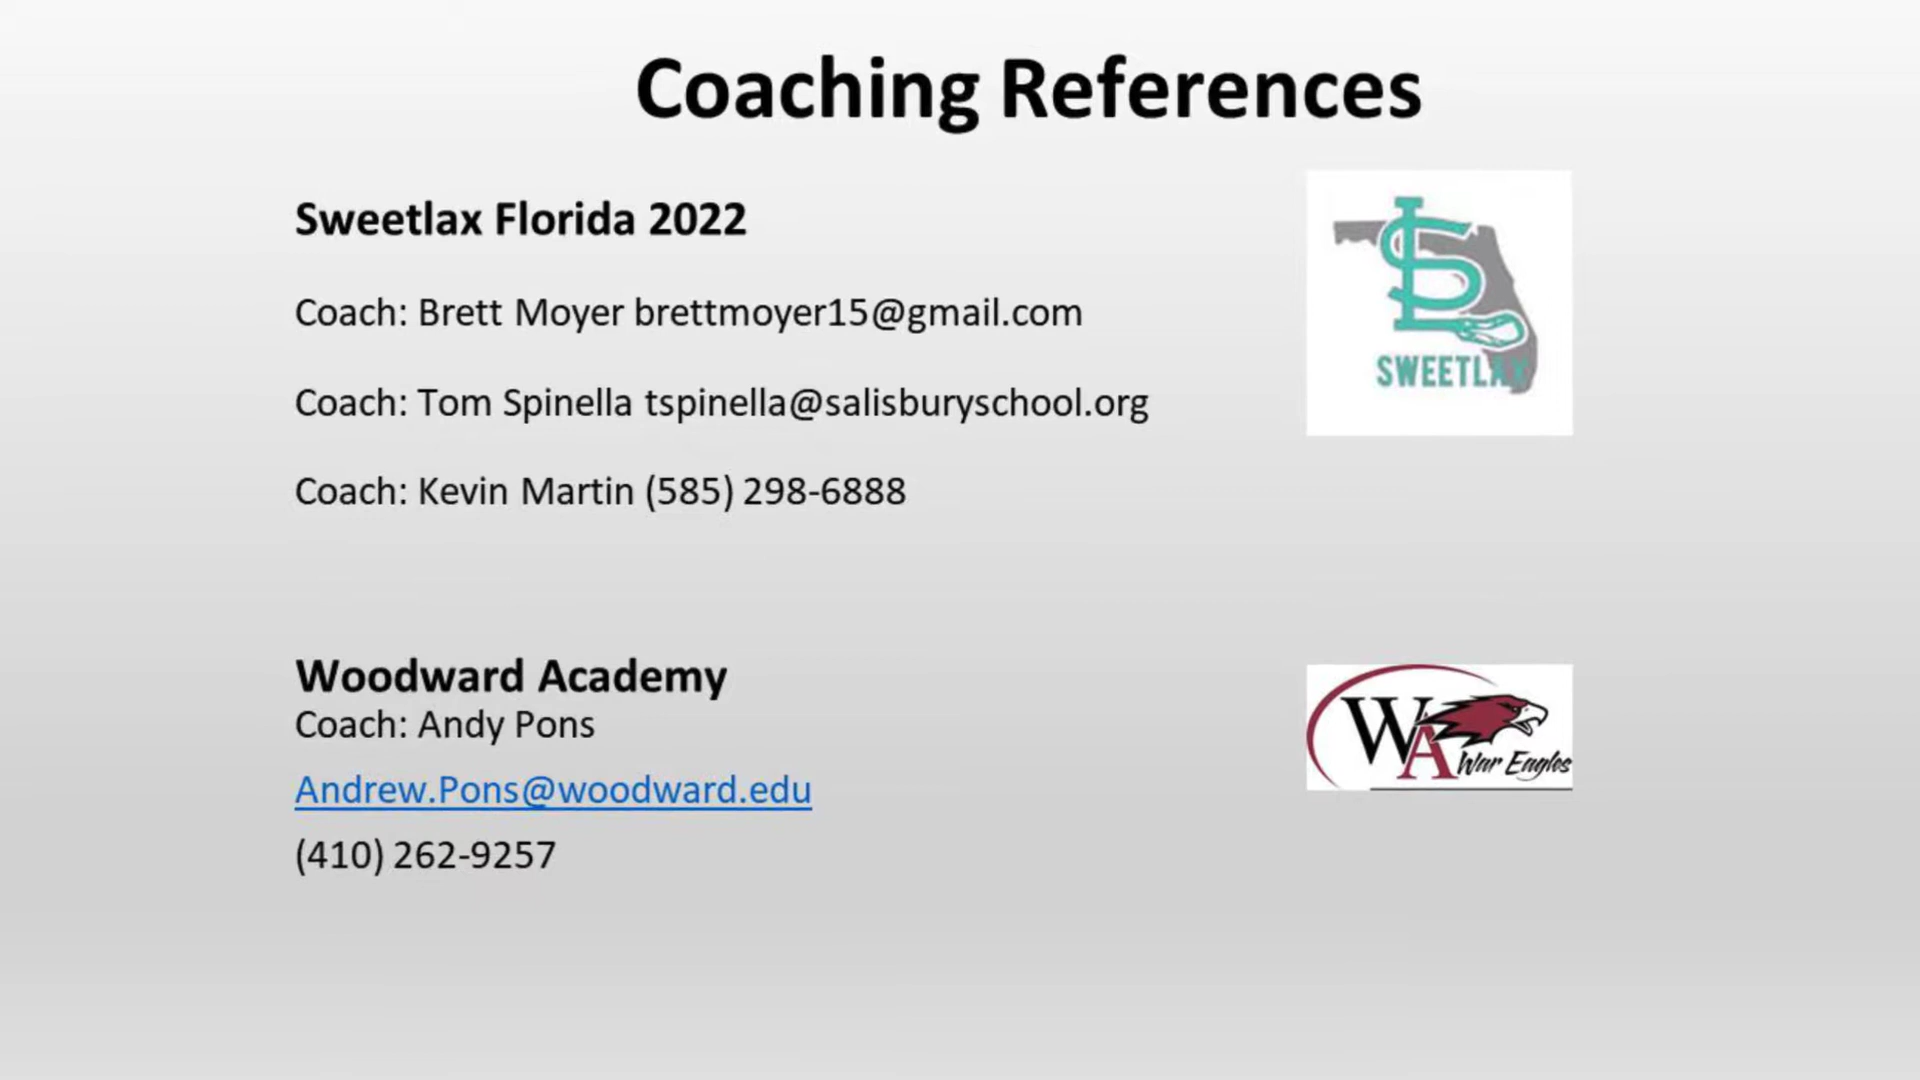 Coaching References
Sweetlax Florida 2022
Coach: Brett Moyer brettmoyer15@gmail.com
Coach: Tom Spinella tspinella@salisburyschool.org
Coach: Kevin Martin (585) 298-6888
SL
SWEETLAX
Woodward Academy
Coach: Andy Pons
Andrew.Pons@woodward.edu
(410) 262-9257
WA
War Eagles